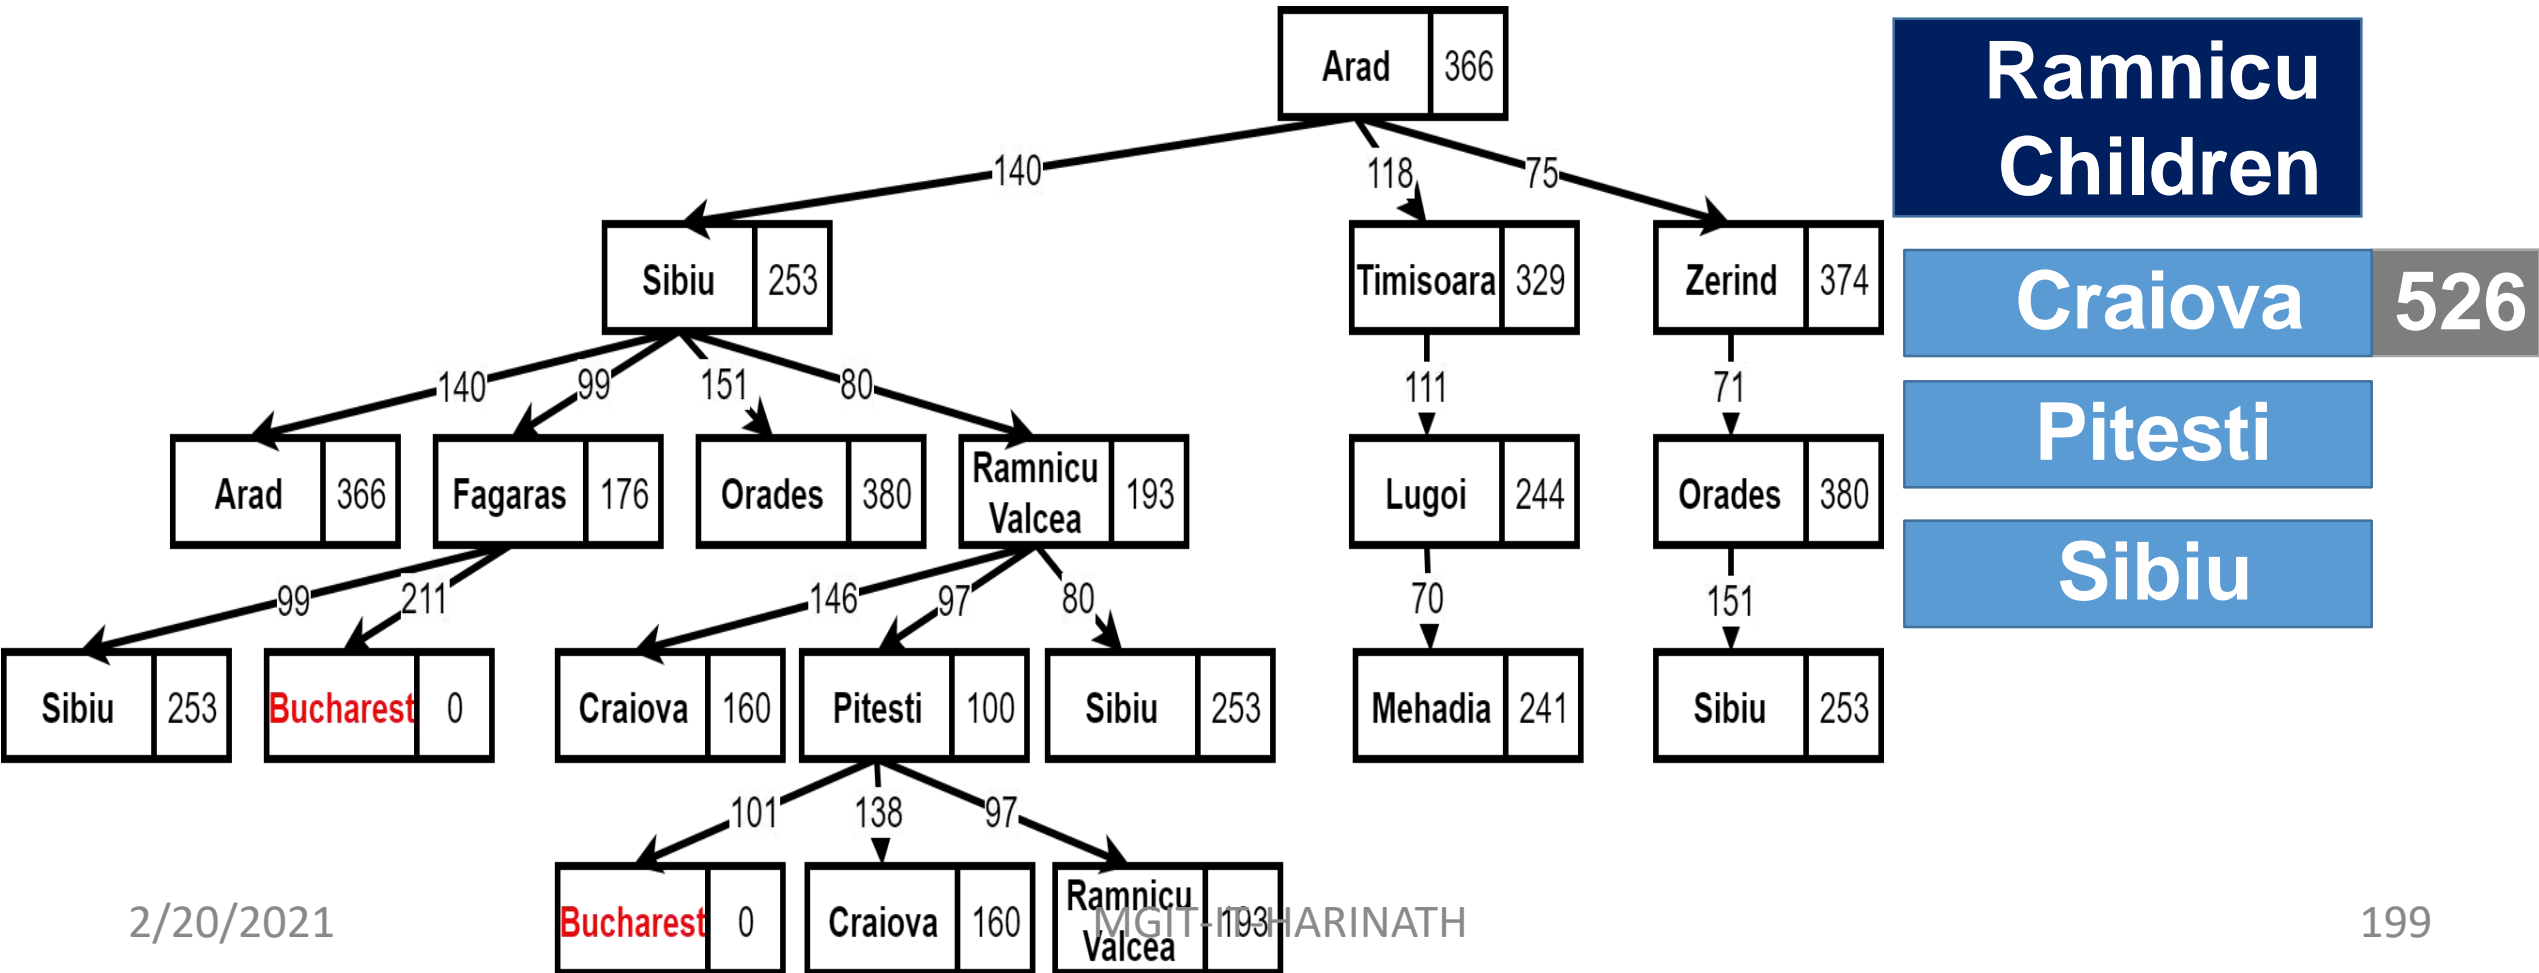 Arad 366
Ramnicu
Children
140 118 75
Sibiu 253
Timisoara 329
Zerind 374
Craiova 526
140 99 151 80 111 71
Pitesti
Arad 366
Fagaras 176
Orades 380
Ramnicu
Valcea
193
Lugoi 244
Orades 380
Sibiu
99 211 146 97 80 70 151
Sibiu 253
Bucharest 0
Craiova 160
Pitesti 100
Sibiu 253
Mehadia 241
Sibiu 253
101 138 97
Bucharest 0
Craiova 160
Ramnicu
Valcea
193
2/20/2021
MGIT-IT-HARINATH
199